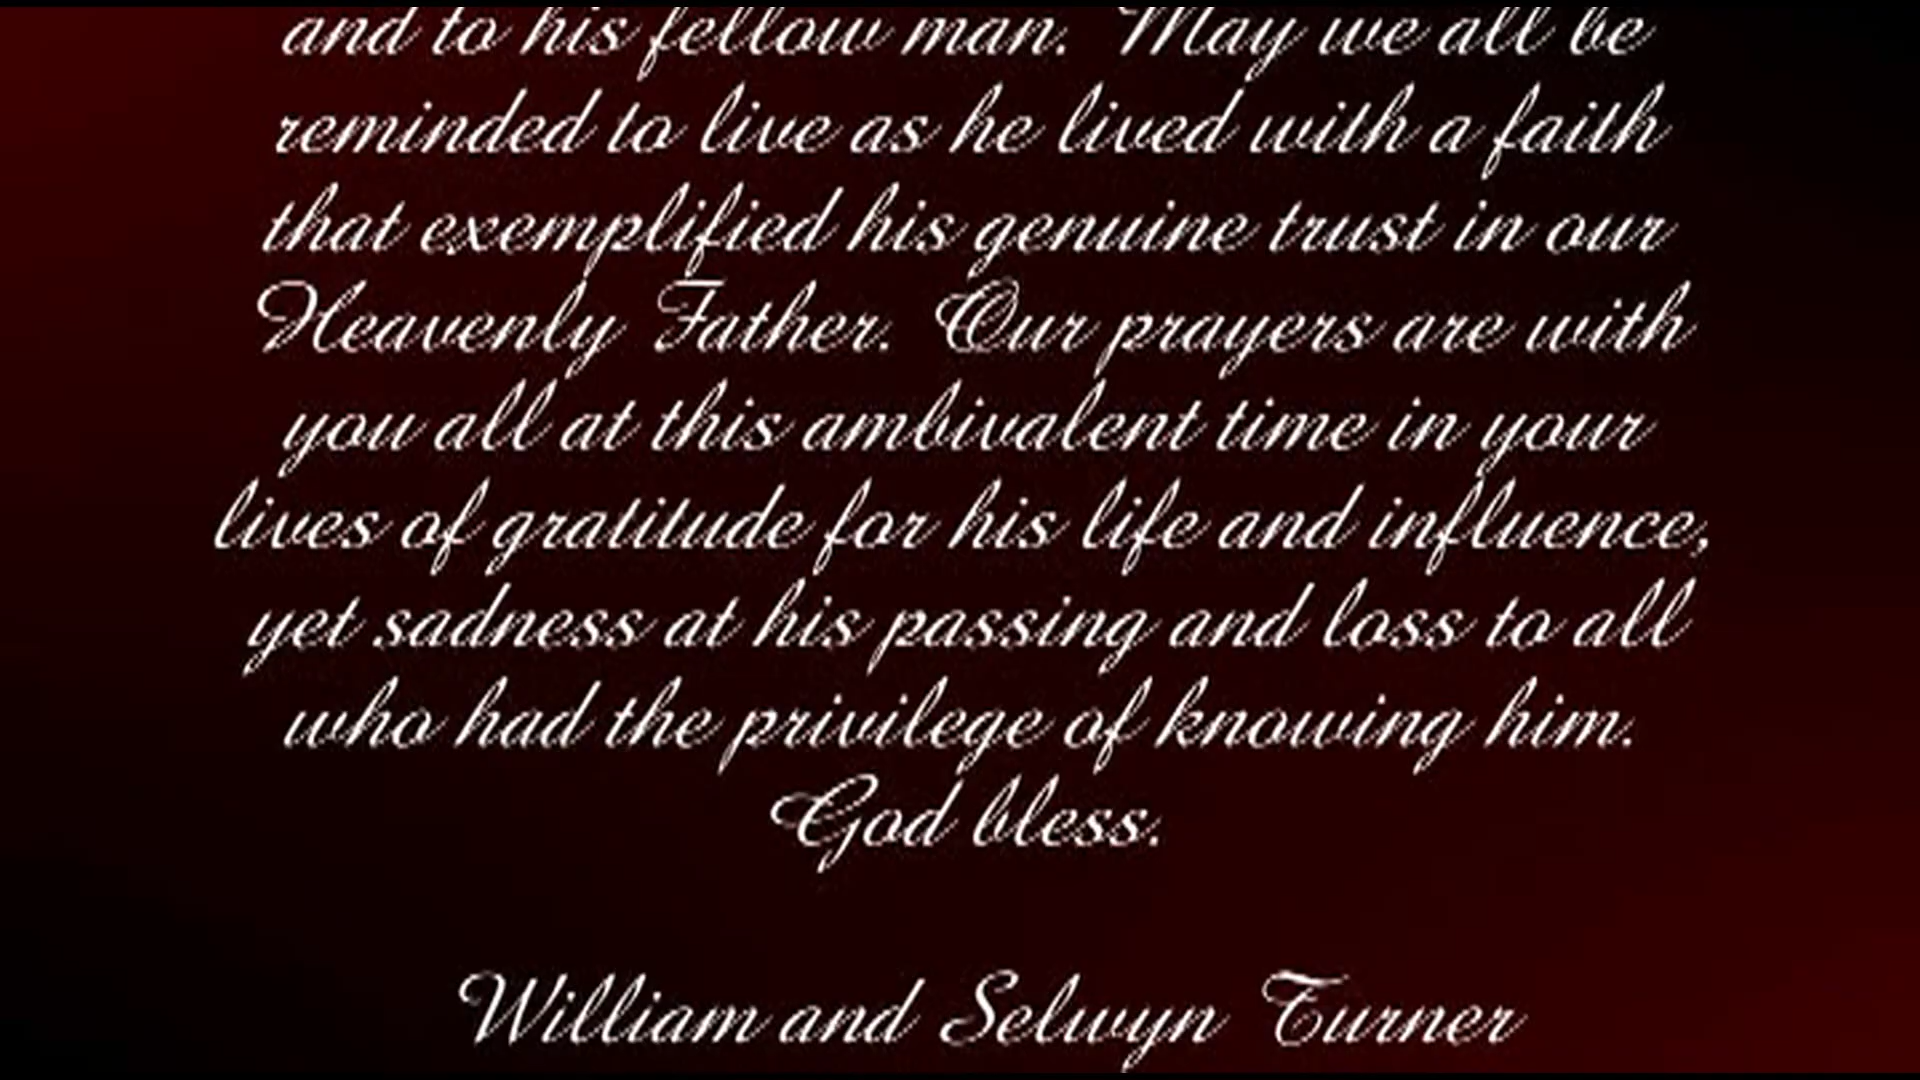 and to his fellow man. May we all be
reminded to live as he lived with a faith
that exemplified his genuine trust in our
Heavenly Father. Our prayers are with
you all at this ambivalent time in your
lives of gratitude for his life and influence,
yet sadness at his passing and loss to all
who had the privilege of knowing him.
God bless.
William and Selwyn Turner